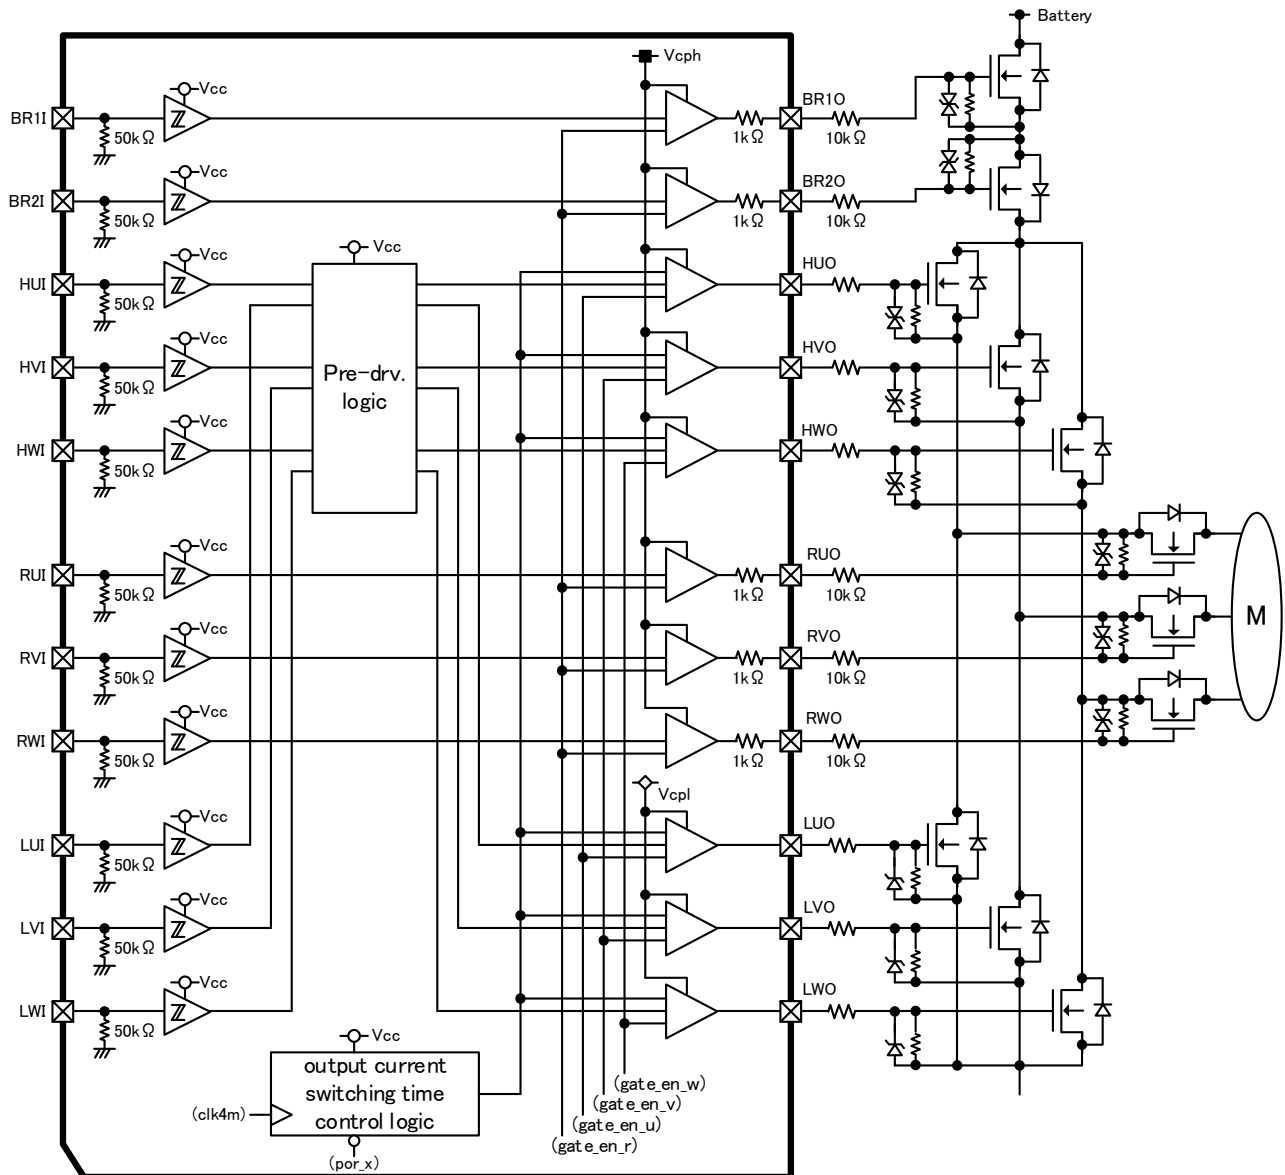 Battery
Vcph
BR1I
50kΩ
Vcc
1kΩ
BR1O
10kΩ
BR2I
50kΩ
Vcc
1kΩ
BR2O
10kΩ
Vcc
HUI
50kΩ
Vcc
HUO
HVI
50kΩ
Vcc
HVO
Pre-drv.
logic
HWI
50kΩ
Vcc
HWO
RUI
50kΩ
Vcc
1kΩ
RUO
10kΩ
M
RVI
50kΩ
Vcc
1kΩ
RVO
10kΩ
RWI
50kΩ
Vcc
1kΩ
RWO
10kΩ
Vcpl
LUI
50kΩ
Vcc
LUO
LVI
50kΩ
Vcc
LVO
LWI
50kΩ
Vcc
LWO
Vcc
output current
switching time
control logic
(clk4m)
(por_x)
(gate_en_w)
(gate_en_v)
(gate_en_u)
(gate_en_r)